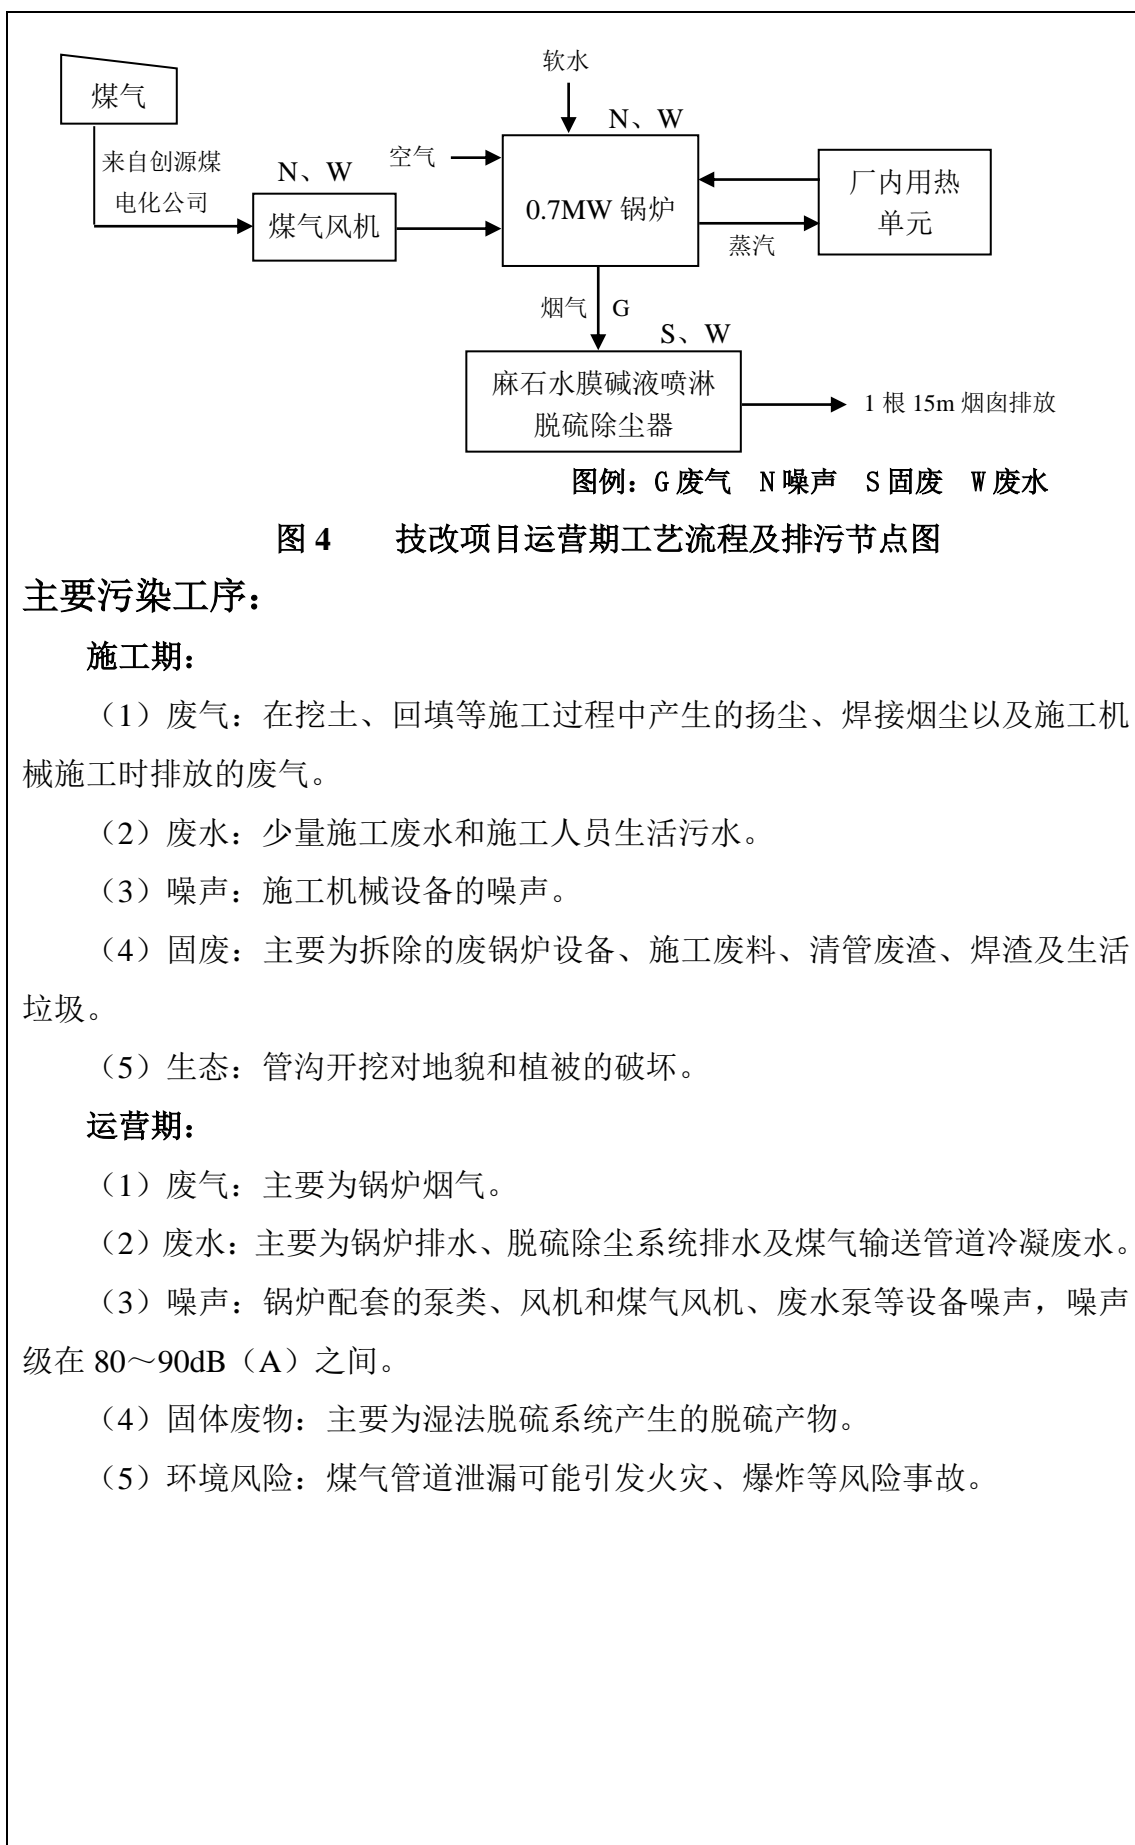 软水
煤气
N、W
来自创源煤
电化公司
N、W
空气
煤气风机
0.7MW 锅炉
厂内用热
单元
蒸汽
烟气 G
S、W
麻石水膜碱液喷淋
脱硫除尘器
1 根 15m 烟囱排放
图例：G 废气 N 噪声 S 固废 W 废水
图 4 技改项目运营期工艺流程及排污节点图
主要污染工序：
施工期：
（1）废气：在挖土、回填等施工过程中产生的扬尘、焊接烟尘以及施工机
械施工时排放的废气。
（2）废水：少量施工废水和施工人员生活污水。
（3）噪声：施工机械设备的噪声。
（4）固废：主要为拆除的废锅炉设备、施工废料、清管废渣、焊渣及生活
垃圾。
（5）生态：管沟开挖对地貌和植被的破坏。
运营期：
（1）废气：主要为锅炉烟气。
（2）废水：主要为锅炉排水、脱硫除尘系统排水及煤气输送管道冷凝废水。
（3）噪声：锅炉配套的泵类、风机和煤气风机、废水泵等设备噪声，噪声
级在 80～90dB（A）之间。
（4）固体废物：主要为湿法脱硫系统产生的脱硫产物。
（5）环境风险：煤气管道泄漏可能引发火灾、爆炸等风险事故。